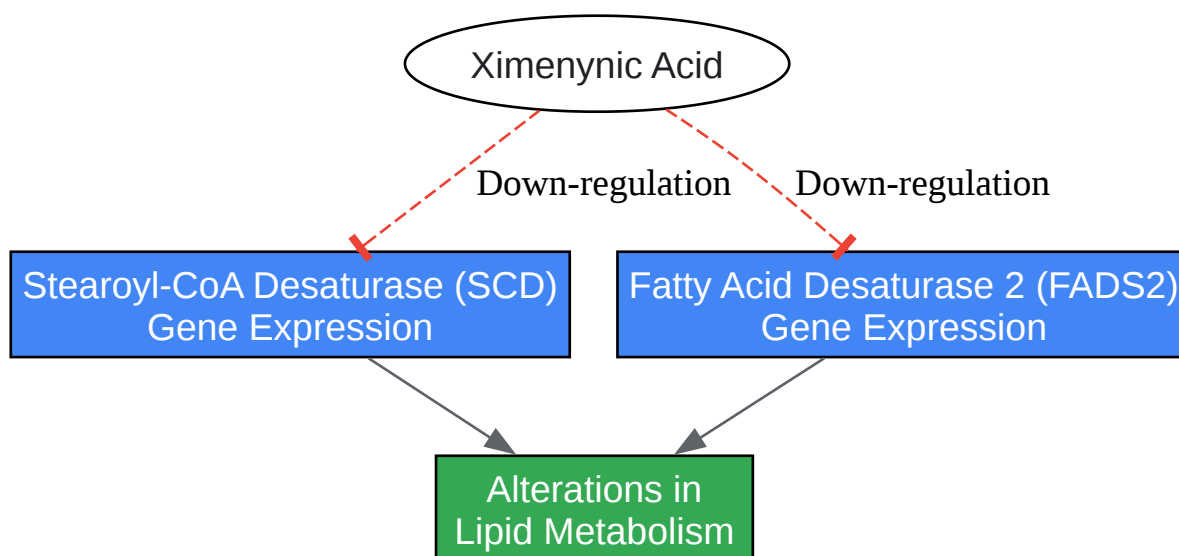 Ximenynic Acid
Down-regulation
Down-regulation
Stearoyl-CoA Desaturase (SCD)
Gene Expression
Fatty Acid Desaturase 2 (FADS2)
Gene Expression
Alterations in
Lipid Metabolism